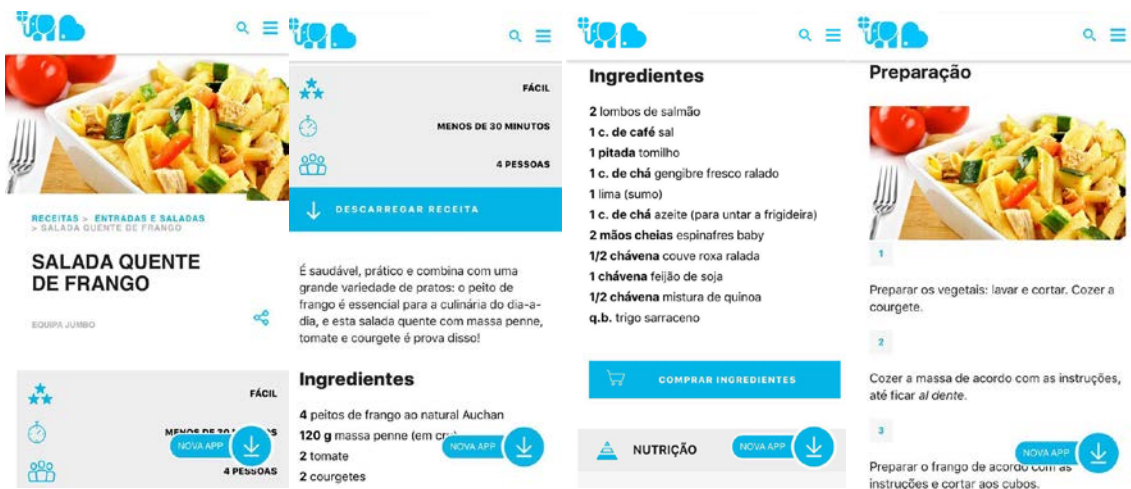 RECEITAS > ENTRADAS E SALADAS
> SALADA QUENTE DE FRANGO
SALADA QUENTE
DE FRANGO
EQUIPA JUMBO
FÁCIL
MENOS DE 30 MINUTOS
NOVA APP
4 PESSOAS
FÁCIL
MENOS DE 30 MINUTOS
4 PESSOAS
DESCARREGAR RECEITA
É saudável, prático e combina com uma
grande variedade de pratos: o peito de
frango é essencial para a culinária do dia-a-
dia, e esta salada quente com massa penne,
tomate e courgete é prova disso!
Ingredientes
4 peitos de frango ao natural Auchan
120 g massa penne (em
NOVA APP
2 tomate
2 courgetes
Ingredientes
2 lombos de salmão
1 c. de café sal
1 pitada tomilho
1 c. de chá gengibre fresco ralado
1 lima (sumo)
1 c. de chá azeite (para untar a frigideira)
2 mãos cheias espinafres baby
1/2 chávena couve roxa ralada
1 chávena feijão de soja
1/2 chávena mistura de quinoa
q.b. trigo sarraceno
COMPRAR INGREDIENTES
NUTRIÇÃO
NOVA APP
Preparação
1
Preparar os vegetais: lavar e cortar. Cozer a
courgete.
2
Cozer a massa de acordo com as instruções,
até ficar al dente.
3
NOVA APP
Preparar o frango de acordo com as
instruções e cortar aos cubos.